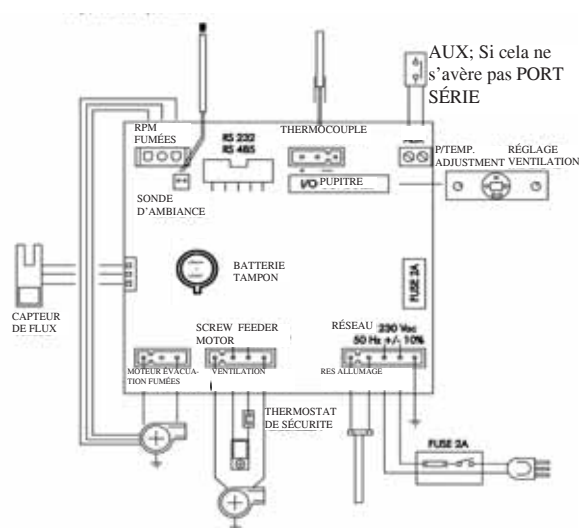 AUX; Si cela ne
s'avère pas PORT
SÉRIE
RPM
FUMÉES
RS 232
RS 485
THERMOCOUPLE
P/TEMP.
ADJUSTMENT
RÉGLAGE
VENTILATION
I/O PUPITRE
SONDE
D'AMBIANCE
BATTERIE
TAMPON
FUSE 2A
CAPTEUR
DE FLUX
SCREW FEEDER
MOTOR
RÉSEAU
230 Vac
50 Hz +/- 10%
MOTEUR ÉVACUA-
TION FUMÉES
VENTILATION
RES ALLUMAGE
THERMOSTAT
DE SÉCURITE
FUSE 2A